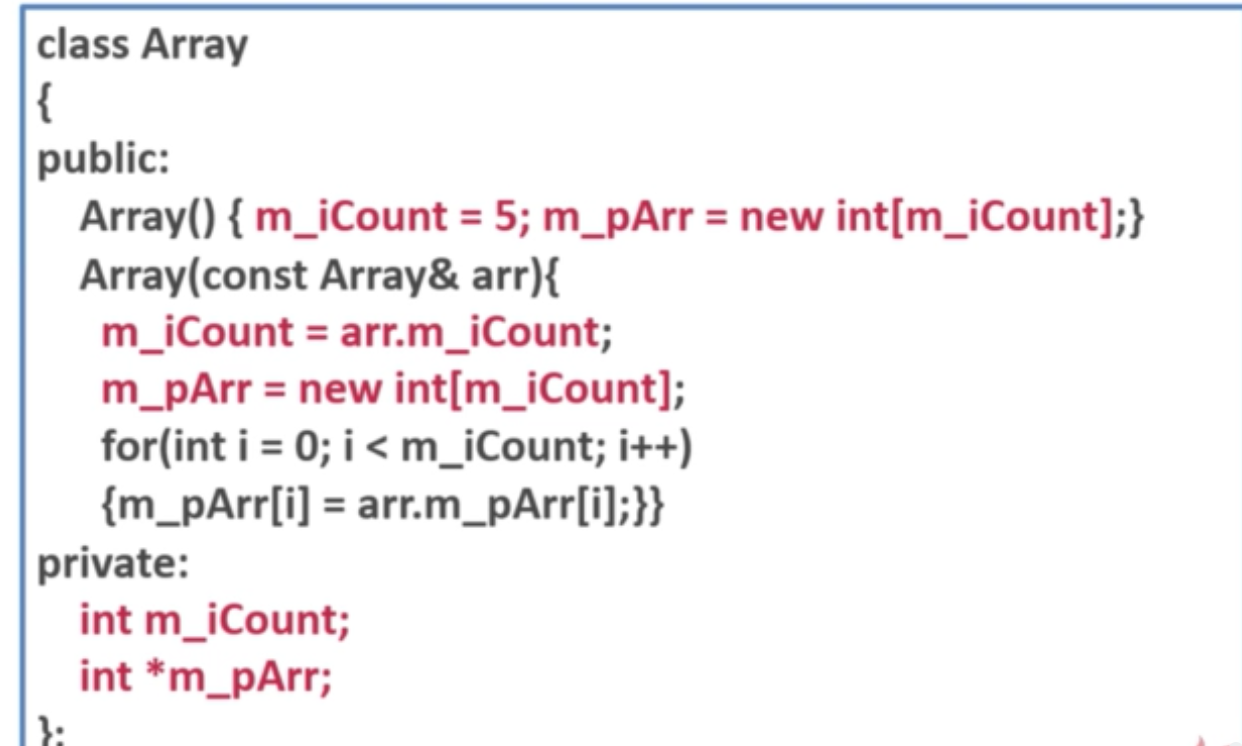 class Array
{
public:
Array() { m_iCount = 5; m_pArr = new int[m_iCount];}
Array(const Array& arr){
m_iCount = arr.m_iCount;
m_pArr = new int[m_iCount];
for(int i = 0; i < m_iCount; i++)
{m_pArr[i] = arr.m_pArr[i];}}
private:
int m_iCount;
int *m_pArr;
};